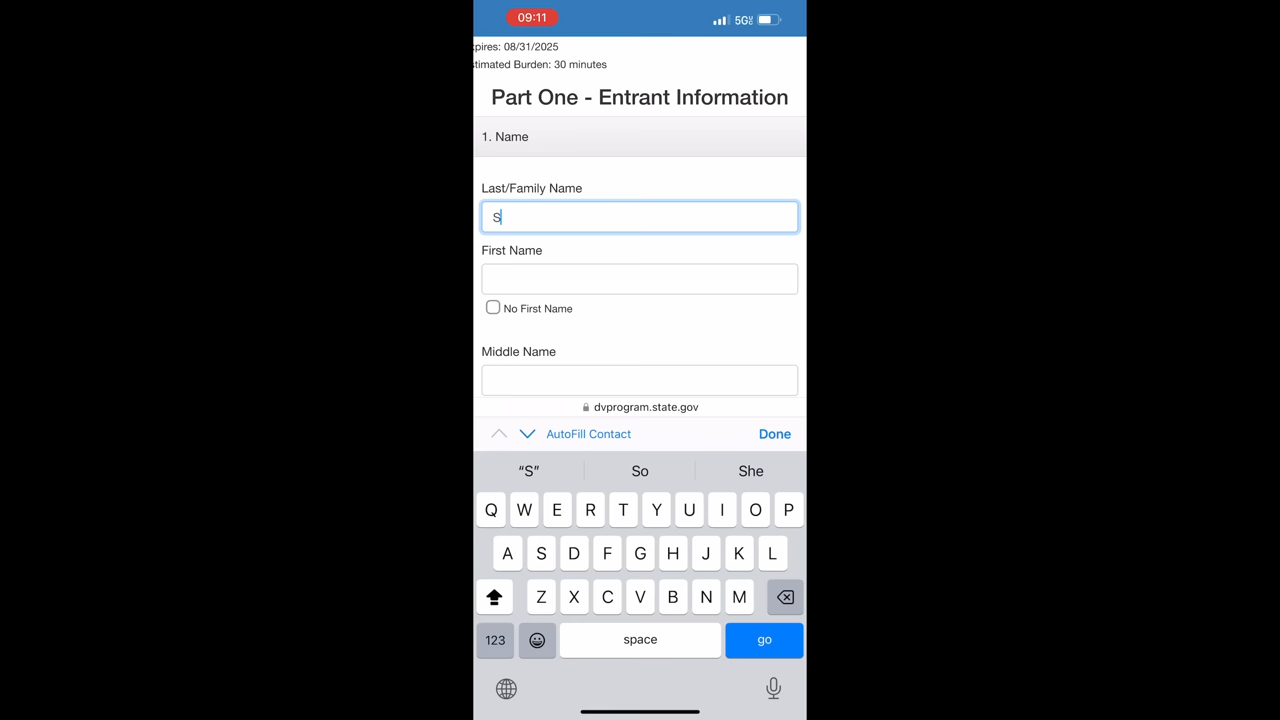 09:11
5G
xpires: 08/31/2025
timated Burden: 30 minutes
Part One - Entrant Information
1. Name
Last/Family Name
S
First Name
No First Name
Middle Name
dvprogram.state.gov
AutoFill Contact
Done
“S”
So
She
Q W E R T Y U I O P
A S D F G H J K L
Z X C V B N M
123
space
go